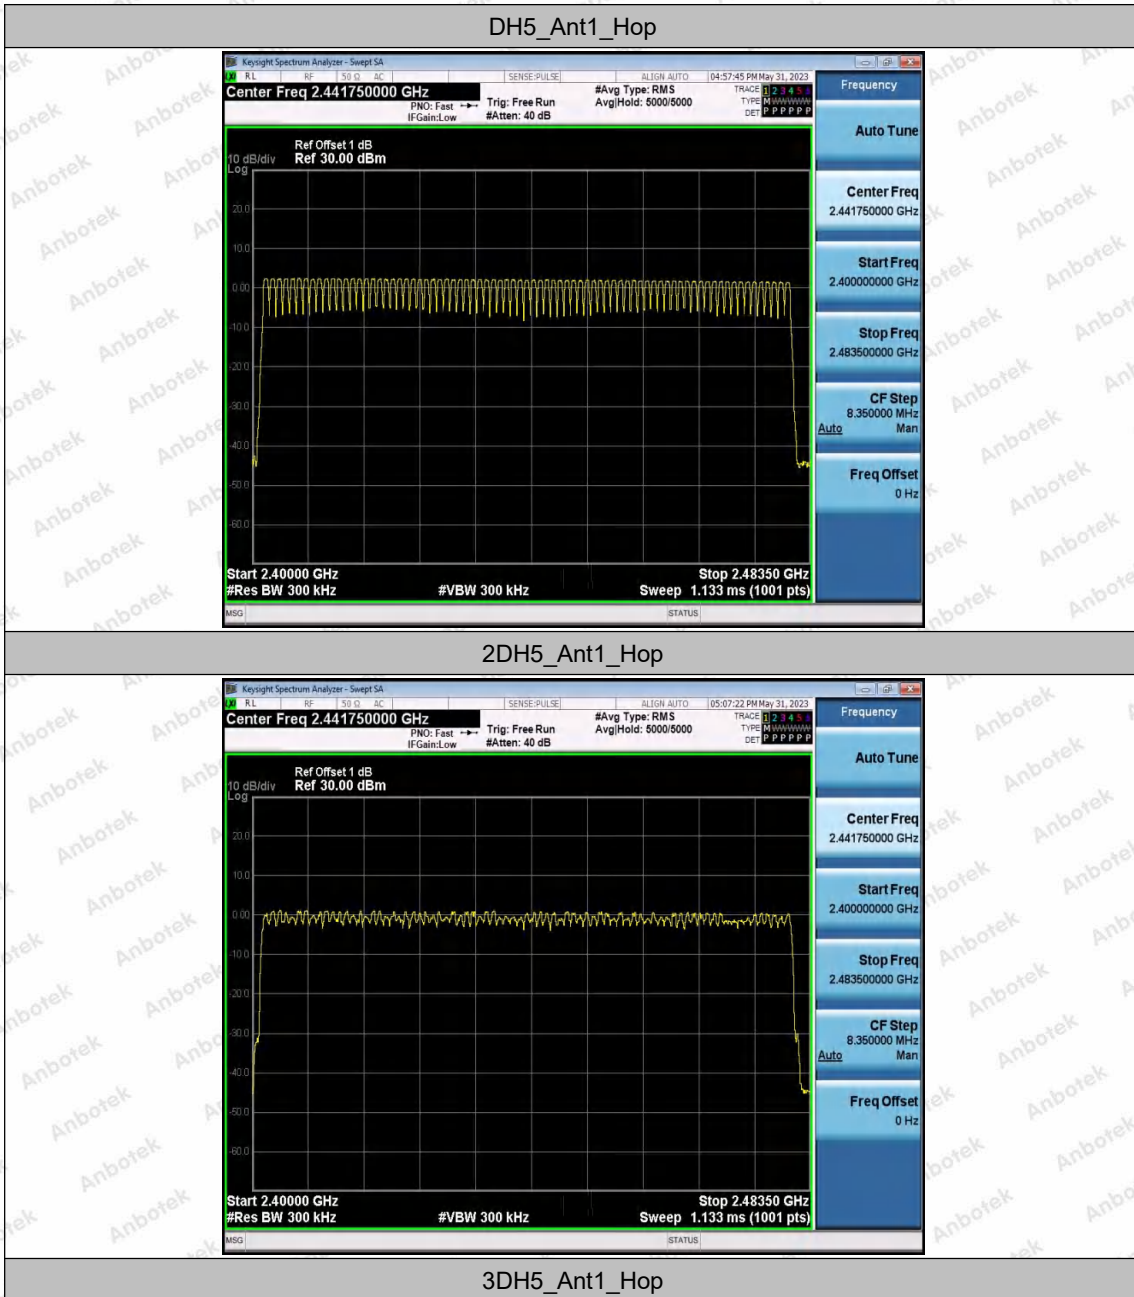 DH5_Ant1_Hop
Keysight Spectrum Analyzer - Swept SA
RL RF 50 Ω AC SENSE:PULSE ALIGN AUTO 04:57:45 PM May 31, 2023
Center Freq 2.441750000 GHz
PNO: Fast
IFGain:Low
Trig: Free Run
#Atten: 40 dB
#Avg Type: RMS
Avg|Hold: 5000/5000
TRACE 1 2 3 4 5 6
TYPE M W W W W W
DET P P P P P P
Ref Offset 1 dB
10 dB/div Ref 30.00 dBm
Log
20.0
10.0
0.00
-10.0
-20.0
-30.0
-40.0
-50.0
-60.0
Start 2.40000 GHz Stop 2.48350 GHz
#Res BW 300 kHz #VBW 300 kHz Sweep 1.133 ms (1001 pts)
MSG STATUS
Frequency
Auto Tune
Center Freq
2.441750000 GHz
Start Freq
2.400000000 GHz
Stop Freq
2.483500000 GHz
CF Step
8.350000 MHz
Auto Man
Freq Offset
0 Hz
2DH5_Ant1_Hop
Keysight Spectrum Analyzer - Swept SA
RL RF 50 Ω AC SENSE:PULSE ALIGN AUTO 05:07:22 PM May 31, 2023
Center Freq 2.441750000 GHz
PNO: Fast
IFGain:Low
Trig: Free Run
#Atten: 40 dB
#Avg Type: RMS
Avg|Hold: 5000/5000
TRACE 1 2 3 4 5 6
TYPE M W W W W W
DET P P P P P P
Ref Offset 1 dB
10 dB/div Ref 30.00 dBm
Log
20.0
10.0
0.00
-10.0
-20.0
-30.0
-40.0
-50.0
-60.0
Start 2.40000 GHz Stop 2.48350 GHz
#Res BW 300 kHz #VBW 300 kHz Sweep 1.133 ms (1001 pts)
MSG STATUS
Frequency
Auto Tune
Center Freq
2.441750000 GHz
Start Freq
2.400000000 GHz
Stop Freq
2.483500000 GHz
CF Step
8.350000 MHz
Auto Man
Freq Offset
0 Hz
3DH5_Ant1_Hop
Anbotek